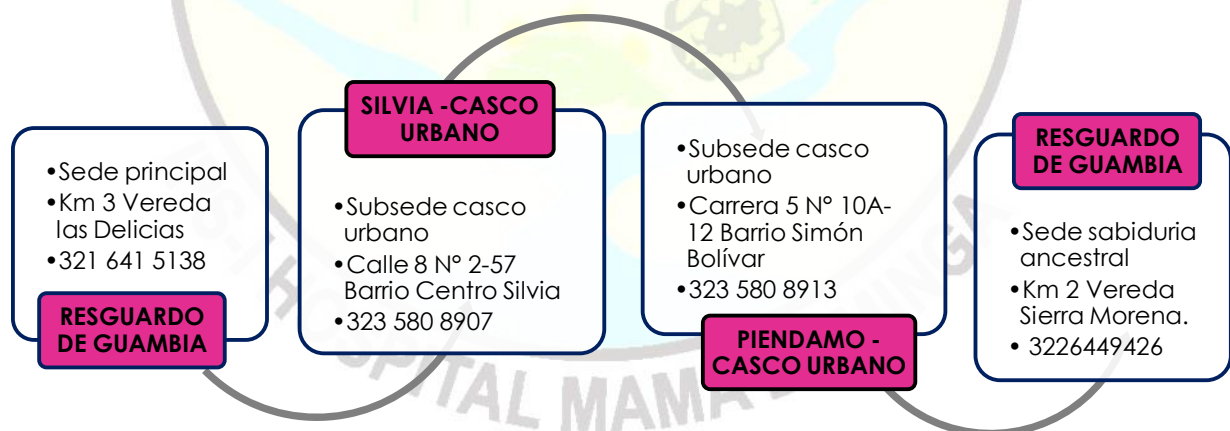 •Sede principal
•Km 3 Vereda
las Delicias
•321 641 5138
RESGUARDO
DE GUAMBIA
SILVIA -CASCO
URBANO
•Subsede casco
urbano
•Calle 8 N° 2-57
Barrio Centro Silvia
•323 580 8907
•Subsede casco
urbano
•Carrera 5 N° 10A-
12 Barrio Simón
Bolívar
•323 580 8913
PIENDAMO -
CASCO URBANO
RESGUARDO
DE GUAMBIA
•Sede sabiduria
ancestral
•Km 2 Vereda
Sierra Morena.
• 3226449426
HOSPITAL MAMA